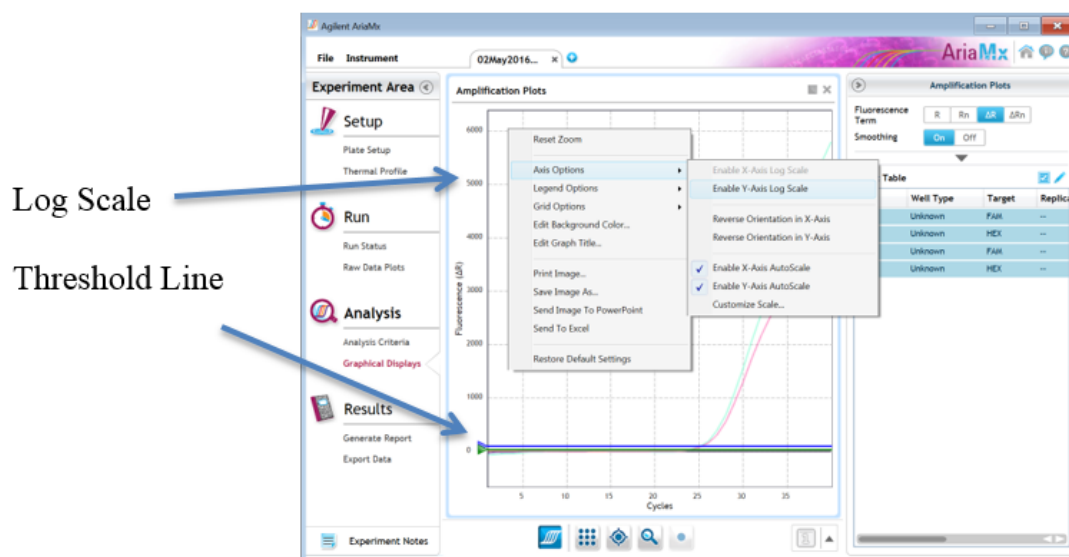 Agilent AriaMx
File Instrument
02May2016... ×
AriaMx
Experiment Area
Setup
Plate Setup
Thermal Profile
Run
Run Status
Raw Data Plots
Analysis
Analysis Criteria
Graphical Displays
Results
Generate Report
Export Data
Experiment Notes
Log Scale
Threshold Line
Amplification Plots
6000
5000
4000
3000
2000
1000
0
Fluorescence (ΔR)
5 10 15 20 25 30 35
Cycles
Reset Zoom
Axis Options
Legend Options
Grid Options
Edit Background Color...
Edit Graph Title...
Print Image...
Save Image As...
Send Image To PowerPoint
Send To Excel
Restore Default Settings
Enable X-Axis Log Scale
Enable Y-Axis Log Scale
Reverse Orientation in X-Axis
Reverse Orientation in Y-Axis
Enable X-Axis AutoScale
Enable Y-Axis AutoScale
Customize Scale...
Amplification Plots
Fluorescence Term
R Rn ΔR ΔRn
Smoothing
On Off
Table
Well Type Target Replica
Unknown FAM --
Unknown HEX --
Unknown FAM --
Unknown HEX --